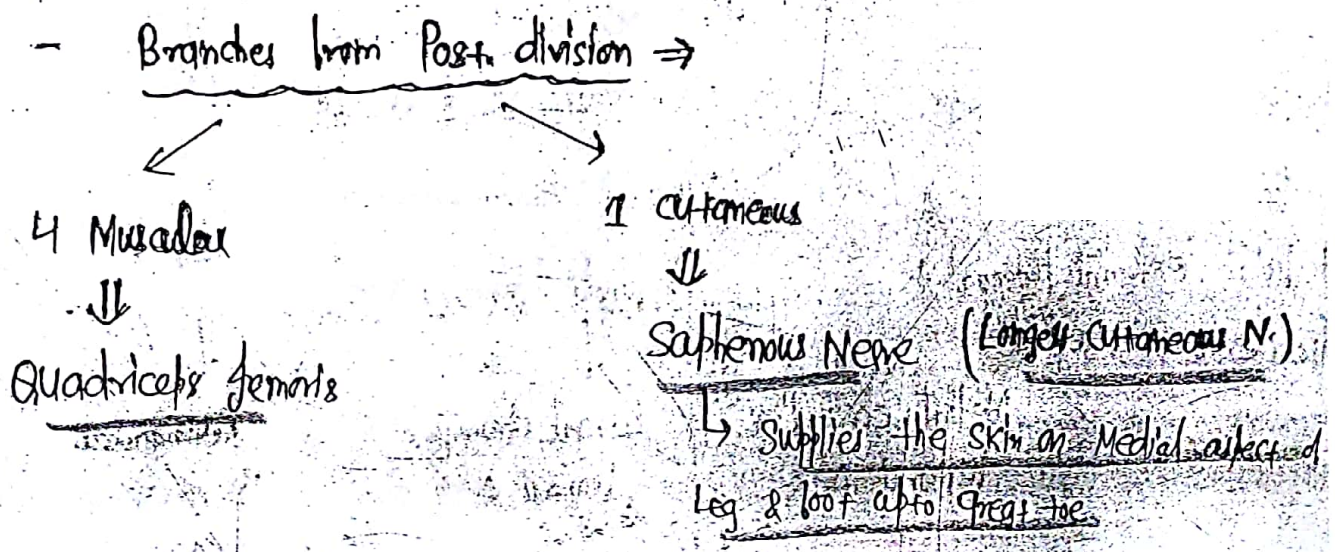 - Branches from Post. division ⇒
4 Muscular
1 cutaneous
⇓
⇓
Quadriceps femoris
Saphenous Nerve (Longest Cutaneous N.)
↳ Supplies the skin on Medial aspect of
Leg & foot upto great toe